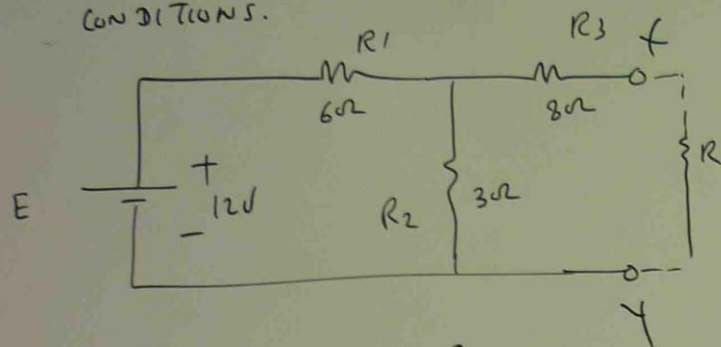 CONDITIONS.
R1
R3
6Ω
8Ω
R
E
+
12V
-
R2
3Ω
Y